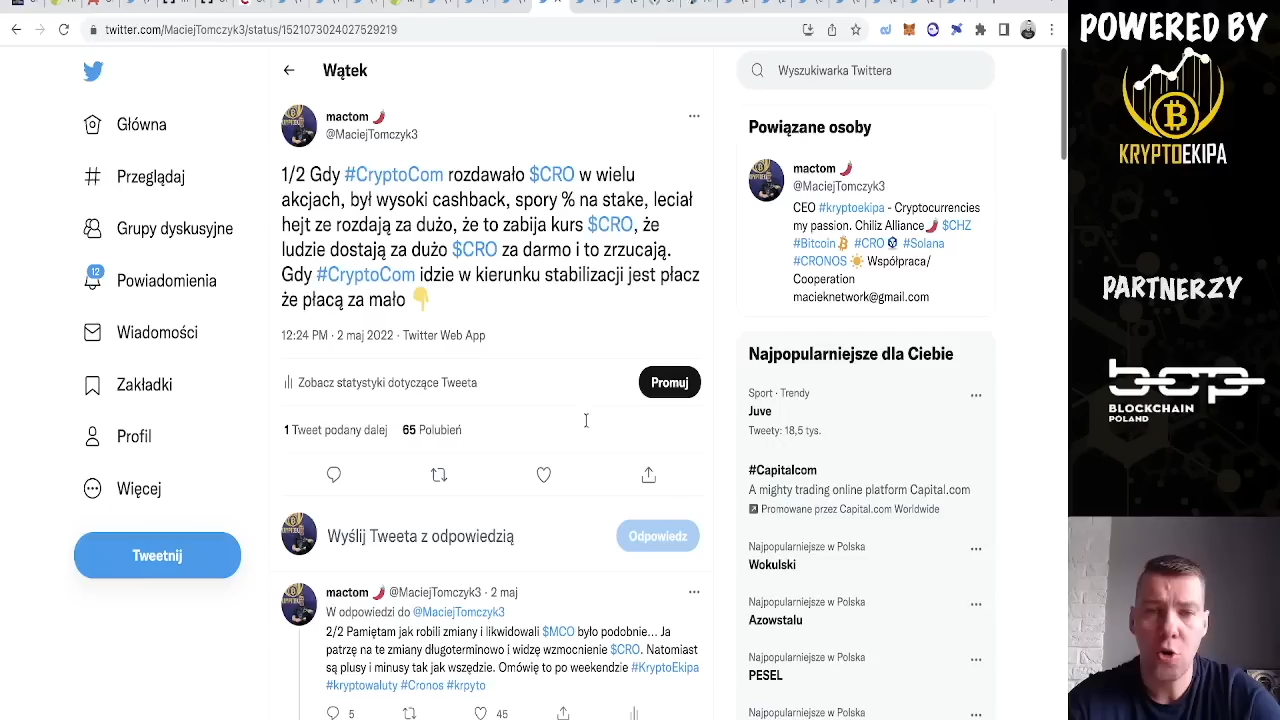 twitter.com/MaciejTomczyk3/status/1521073024027529219
POWERED BY
KRYPTOEKIPA
PARTNERZY
bcp
BLOCKCHAIN
POLAND
Główna
Przeglądaj
Grupy dyskusyjne
12
Powiadomienia
Wiadomości
Zakładki
Profil
Więcej
Tweetnij
Wątek
mactom
@MaciejTomczyk3
1/2 Gdy #CryptoCom rozdawało $CRO w wielu
akcjach, był wysoki cashback, spory % na stake, leciał
hejt ze rozdają za dużo, że to zabija kurs $CRO, że
ludzie dostają za dużo $CRO za darmo i to zrzucają.
Gdy #CryptoCom idzie w kierunku stabilizacji jest płacz
że płacą za mało
12:24 PM · 2 maj 2022 · Twitter Web App
Zobacz statystyki dotyczące Tweeta
Promuj
1 Tweet podany dalej 65 Polubień
Wyślij Tweeta z odpowiedzią
Odpowiedz
mactom @MaciejTomczyk3 · 2 maj
W odpowiedzi do @MaciejTomczyk3
2/2 Pamiętam jak robili zmiany i likwidowali $MCO było podobnie... Ja
patrzę na te zmiany długoterminowo i widzę wzmocnienie $CRO. Natomiast
są plusy i minusy tak jak wszędzie. Omówię to po weekendzie #KryptoEkipa
#kryptowaluty #Cronos #krpyto
5
45
Wyszukiwarka Twittera
Powiązane osoby
mactom
@MaciejTomczyk3
CEO #kryptoekipa - Cryptocurrencies
my passion. Chiliz Alliance $CHZ
#Bitcoin #CRO #Solana
#CRONOS Współpraca/
Cooperation
macieknetwork@gmail.com
Najpopularniejsze dla Ciebie
Sport · Trendy
Juve
Tweety: 18,5 tys.
#Capitalcom
A mighty trading online platform Capital.com
Promowane przez Capital.com Worldwide
Najpopularniejsze w Polska
Wokulski
Najpopularniejsze w Polska
Azowstalu
Najpopularniejsze w Polska
PESEL
Najpopularniejsze w Polska